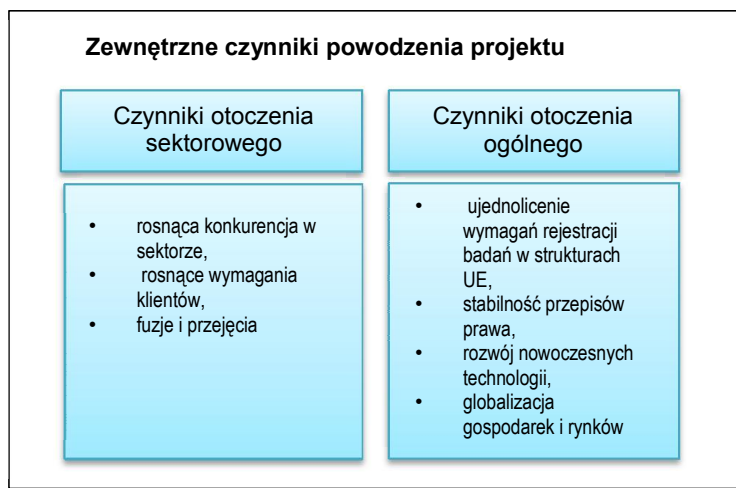 Zewnętrzne czynniki powodzenia projektu
Czynniki otoczenia
sektorowego
• rosnąca konkurencja w
sektorze,
• rosnące wymagania
klientów,
• fuzje i przejęcia
Czynniki otoczenia
ogólnego
• ujednolicenie
wymagań rejestracji
badań w strukturach
UE,
• stabilność przepisów
prawa,
• rozwój nowoczesnych
technologii,
• globalizacja
gospodarek i rynków